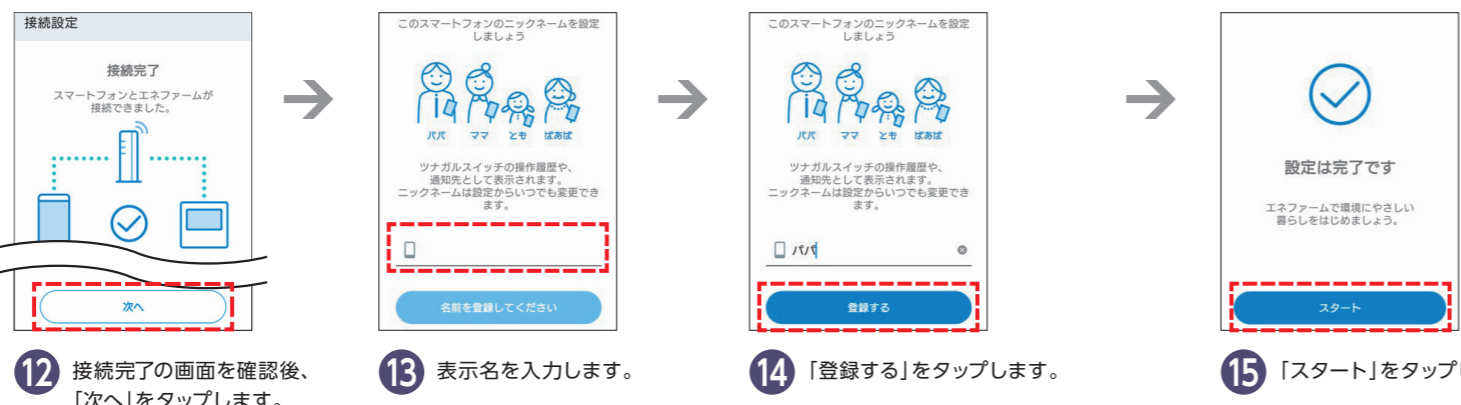 接続設定
接続完了
スマートフォンとエネファームが
接続できました。
次へ
12 接続完了の画面を確認後、
「次へ」をタップします。
このスマートフォンのニックネームを設定
しましょう
パパ ママ とも ばあば
ツナガルスイッチの操作履歴や、
通知先として表示されます。
ニックネームは設定からいつでも変更でき
ます。
名前を登録してください
13 表示名を入力します。
このスマートフォンのニックネームを設定
しましょう
パパ ママ とも ばあば
ツナガルスイッチの操作履歴や、
通知先として表示されます。
ニックネームは設定からいつでも変更でき
ます。
パパ
登録する
14 「登録する」をタップします。
設定は完了です
エネファームで環境にやさしい
暮らしをはじめましょう。
スタート
15 「スタート」をタップ